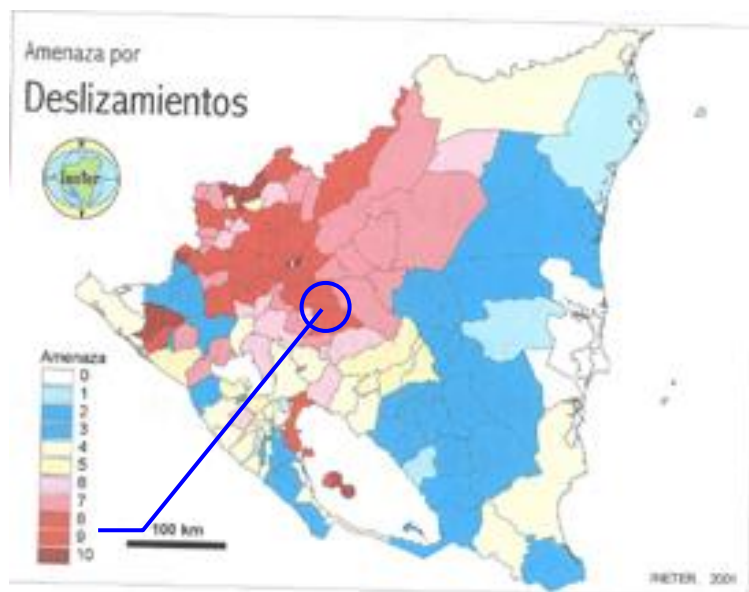 Amenaza por
Deslizamientos
Ineter
Amenaza
0
1
2
3
4
5
6
7
8
9
10
100 km
INETER, 2001